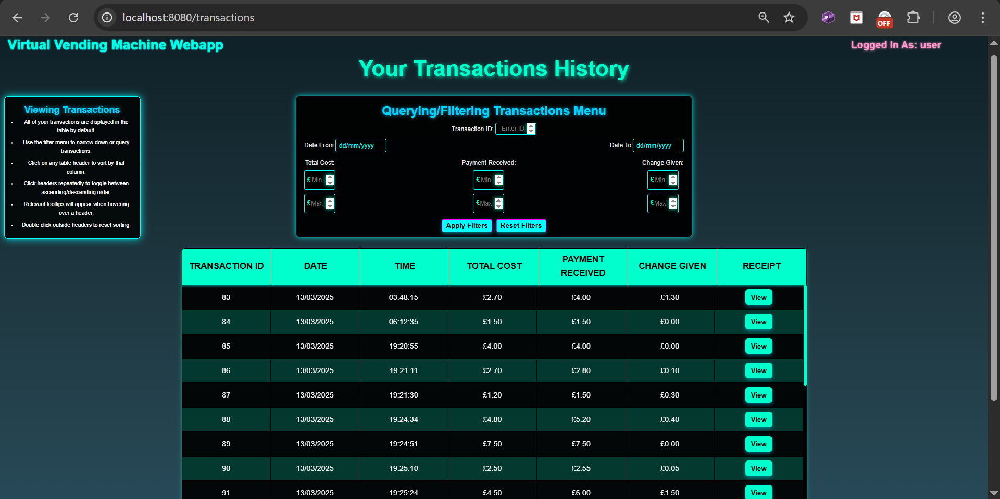 localhost:8080/transactions
OFF
Virtual Vending Machine Webapp
Logged In As: user
Your Transactions History
Viewing Transactions
• All of your transactions are displayed in the
table by default.
• Use the filter menu to narrow down or query
transactions.
• Click on any table header to sort by that
column.
• Click headers repeatedly to toggle between
ascending/descending order.
• Relevant tooltips will appear when hovering
over a header.
• Double click outside headers to reset sorting.
Querying/Filtering Transactions Menu
Transaction ID: Enter ID
Date From: dd/mm/yyyy Date To: dd/mm/yyyy
Total Cost: Payment Received: Change Given:
£ Min £ Min £ Min
£ Max £ Max £ Max
Apply Filters Reset Filters
TRANSACTION ID DATE TIME TOTAL COST PAYMENT RECEIVED CHANGE GIVEN RECEIPT
83 13/03/2025 03:48:15 £2.70 £4.00 £1.30 View
84 13/03/2025 06:12:35 £1.50 £1.50 £0.00 View
85 13/03/2025 19:20:55 £4.00 £4.00 £0.00 View
86 13/03/2025 19:21:11 £2.70 £2.80 £0.10 View
87 13/03/2025 19:21:30 £1.20 £1.50 £0.30 View
88 13/03/2025 19:24:34 £4.80 £5.20 £0.40 View
89 13/03/2025 19:24:51 £7.50 £7.50 £0.00 View
90 13/03/2025 19:25:10 £2.50 £2.55 £0.05 View
91 13/03/2025 19:25:24 £4.50 £6.00 £1.50 View